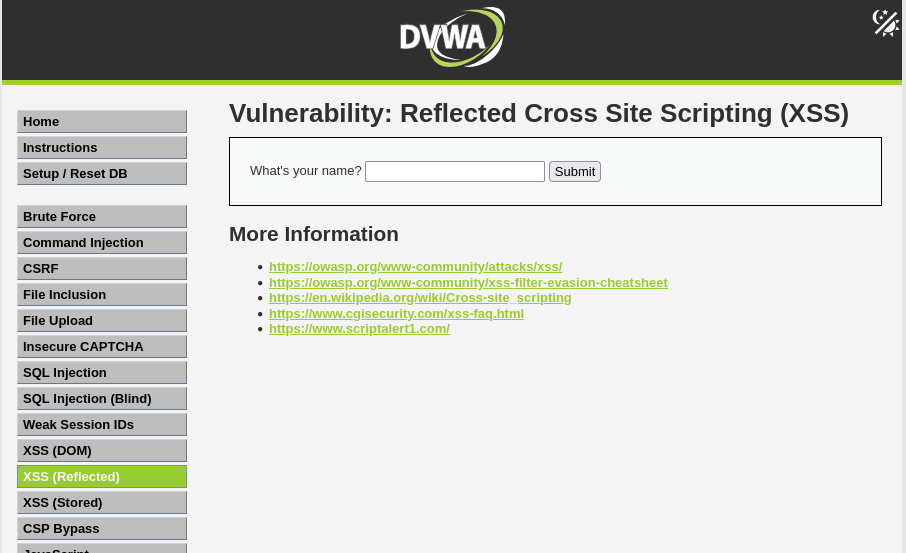 DVWA
Home
Instructions
Setup / Reset DB
Brute Force
Command Injection
CSRF
File Inclusion
File Upload
Insecure CAPTCHA
SQL Injection
SQL Injection (Blind)
Weak Session IDs
XSS (DOM)
XSS (Reflected)
XSS (Stored)
CSP Bypass
JavaScript
Vulnerability: Reflected Cross Site Scripting (XSS)
What's your name? Submit
More Information
https://owasp.org/www-community/attacks/xss/
https://owasp.org/www-community/xss-filter-evasion-cheatsheet
https://en.wikipedia.org/wiki/Cross-site_scripting
https://www.cgisecurity.com/xss-faq.html
https://www.scriptalert1.com/